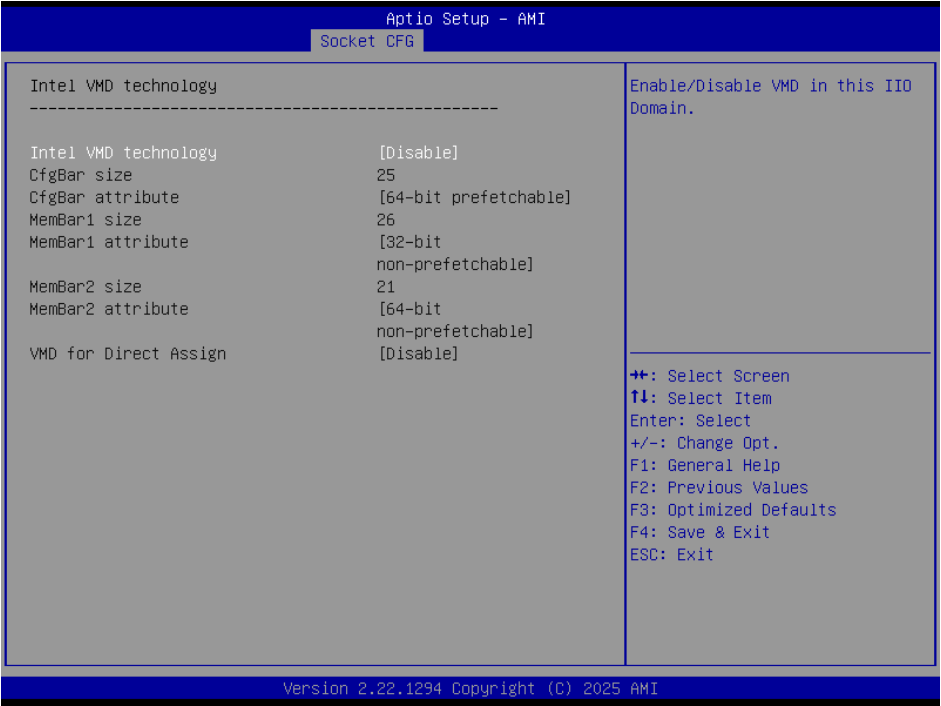 Aptio Setup – AMI
Socket CFG
Intel VMD technology
--------------------------------------------------
Intel VMD technology [Disable]
CfgBar size 25
CfgBar attribute [64-bit prefetchable]
MemBar1 size 26
MemBar1 attribute [32-bit
non-prefetchable]
MemBar2 size 21
MemBar2 attribute [64-bit
non-prefetchable]
VMD for Direct Assign [Disable]
Enable/Disable VMD in this IIO
Domain.
→←: Select Screen
↑↓: Select Item
Enter: Select
+/-: Change Opt.
F1: General Help
F2: Previous Values
F3: Optimized Defaults
F4: Save & Exit
ESC: Exit
Version 2.22.1294 Copyright (C) 2025 AMI